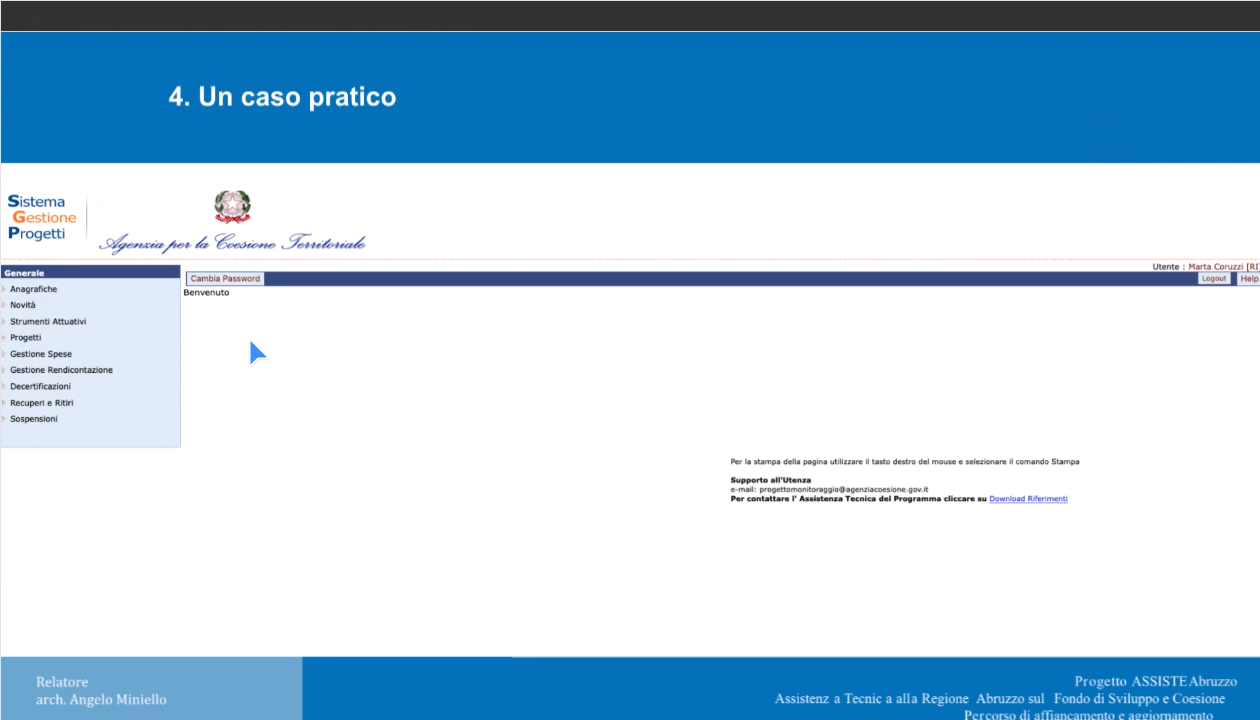 4. Un caso pratico
Sistema
Gestione
Progetti
Agenzia per la Coesione Territoriale
Utente : Marta Coruzzi [RI
Generale
Cambia Password
Logout
Help
Benvenuto
Anagrafiche
Novità
Strumenti Attuativi
Progetti
Gestione Spese
Gestione Rendicontazione
Decertificazioni
Recuperi e Ritiri
Sospensioni
Per la stampa della pagina utilizzare il tasto destro del mouse e selezionare il comando Stampa
Supporto all'Utenza
e-mail: progettomonitoraggio@agenziacoesione.gov.it
Per contattare l' Assistenza Tecnica del Programma cliccare su Download Riferimenti
Relatore
arch. Angelo Miniello
Progetto ASSISTE Abruzzo
Assistenz a Tecnic a alla Regione Abruzzo sul Fondo di Sviluppo e Coesione
Percorso di affiancamento e aggiornamento